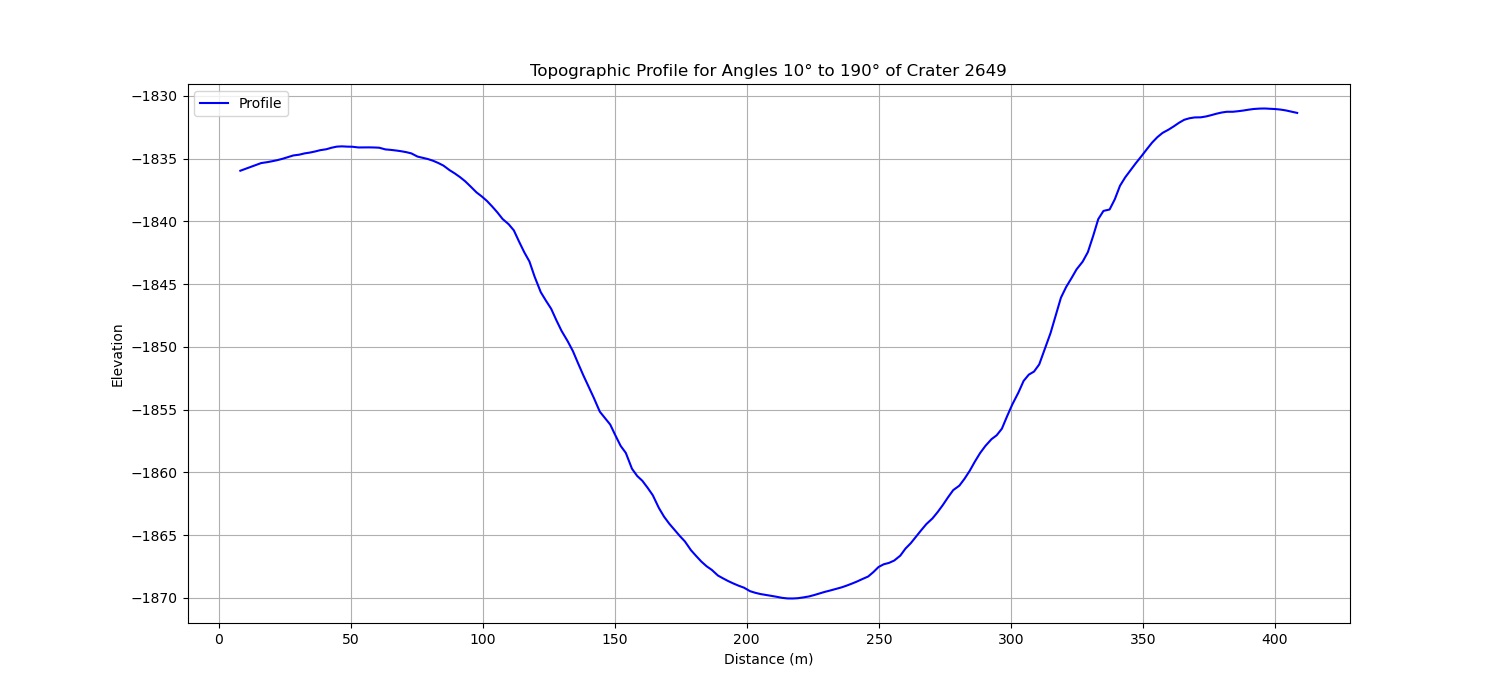 Topographic Profile for Angles 10° to 190° of Crater 2649
Profile
−1830
−1835
−1840
−1845
−1850
−1855
−1860
−1865
−1870
Elevation
0 50 100 150 200 250 300 350 400
Distance (m)